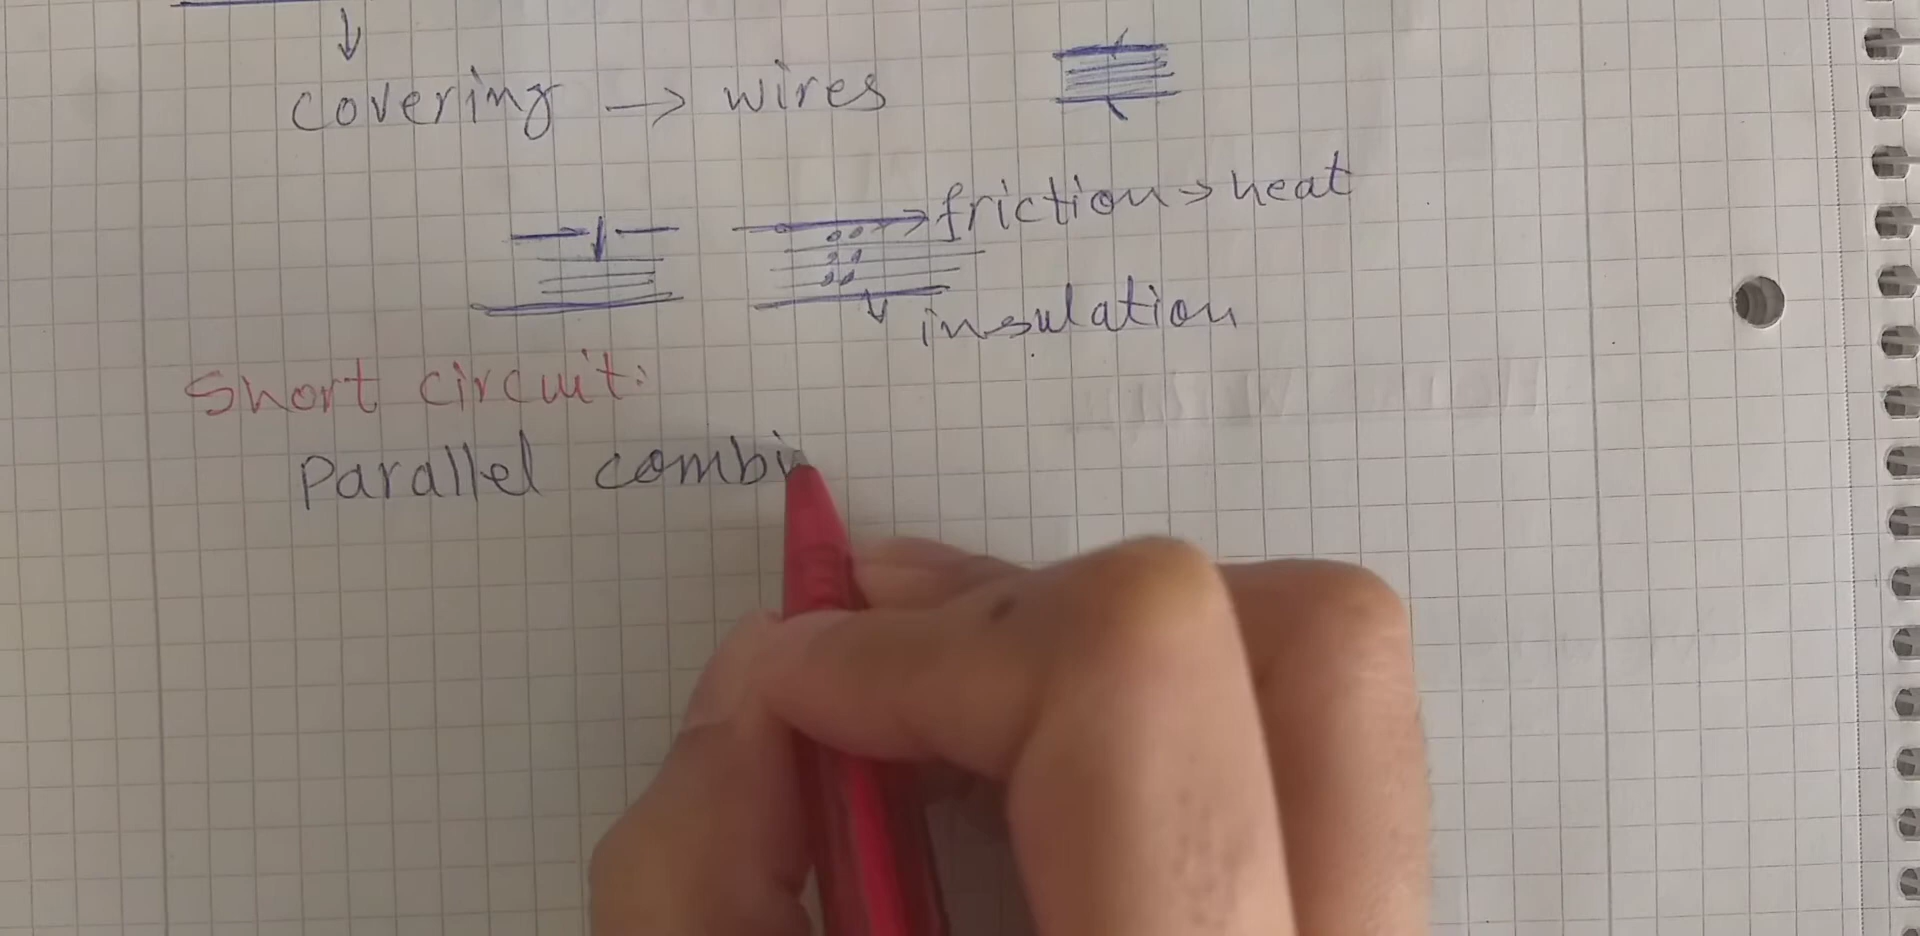 covering → wires
friction → heat
insulation
Short circuit:
Parallel combi